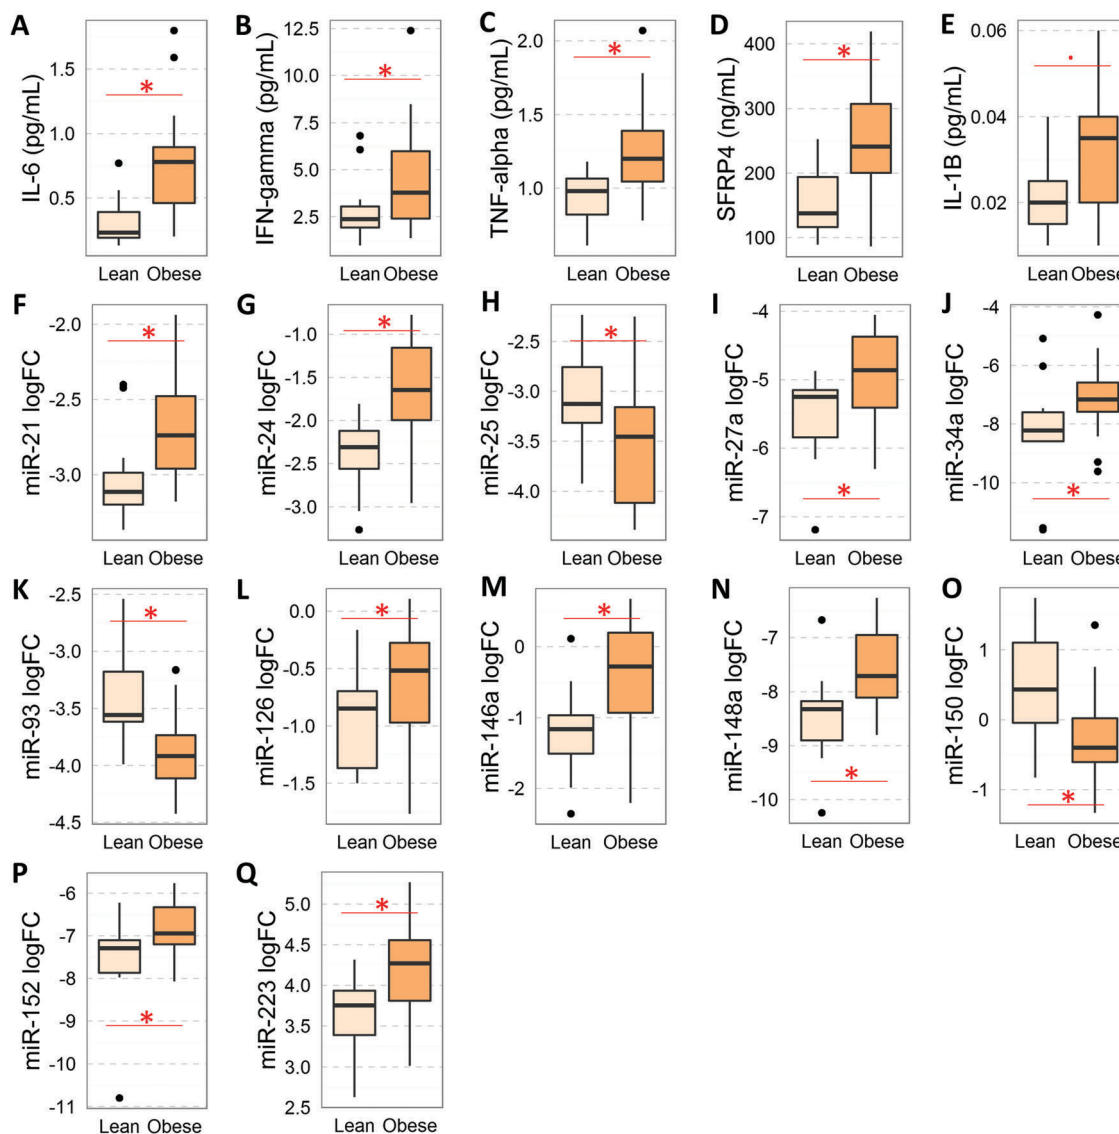 A
IL-6 (pg/mL)
1.5
1.0
0.5
*
Lean Obese
B
IFN-gamma (pg/mL)
12.5
10.0
7.5
5.0
2.5
*
Lean Obese
C
TNF-alpha (pg/mL)
2.0
1.5
1.0
*
Lean Obese
D
SFRP4 (ng/mL)
400
300
200
100
*
Lean Obese
E
IL-1B (pg/mL)
0.06
0.04
0.02
Lean Obese
F
miR-21 logFC
-2.0
-2.5
-3.0
*
Lean Obese
G
miR-24 logFC
-1.0
-1.5
-2.0
-2.5
-3.0
*
Lean Obese
H
miR-25 logFC
-2.5
-3.0
-3.5
-4.0
*
Lean Obese
I
miR-27a logFC
-4
-5
-6
-7
*
Lean Obese
J
miR-34a logFC
-4
-6
-8
-10
*
Lean Obese
K
miR-93 logFC
-2.5
-3.0
-3.5
-4.0
-4.5
*
Lean Obese
L
miR-126 logFC
0.0
-0.5
-1.0
-1.5
*
Lean Obese
M
miR-146a logFC
0
-1
-2
*
Lean Obese
N
miR-148a logFC
-7
-8
-9
-10
*
Lean Obese
O
miR-150 logFC
1
0
-1
*
Lean Obese
P
miR-152 logFC
-6
-7
-8
-9
-10
-11
*
Lean Obese
Q
miR-223 logFC
5.0
4.5
4.0
3.5
3.0
2.5
*
Lean Obese